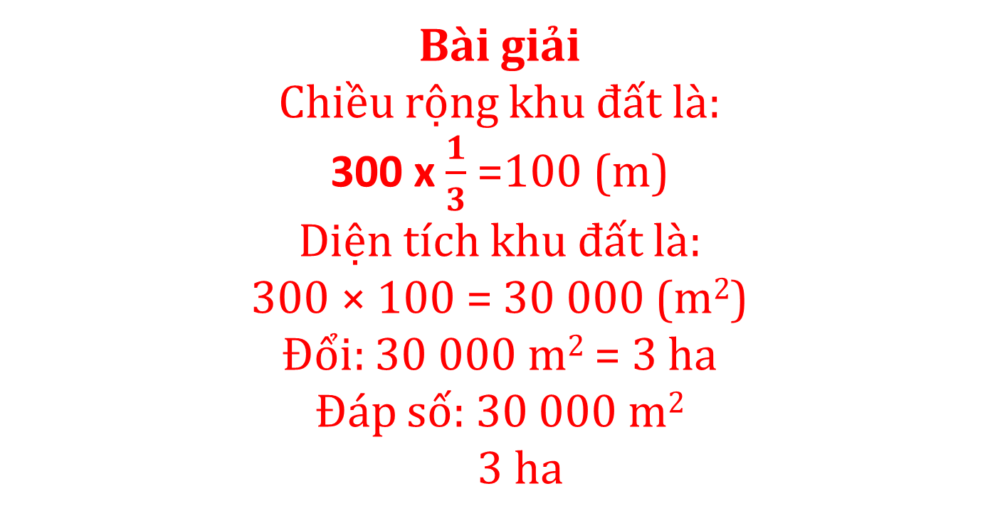 Bài giải
Chiều rộng khu đất là:
300 x 1/3 =100 (m)
Diện tích khu đất là:
300 × 100 = 30 000 (m²)
Đổi: 30 000 m² = 3 ha
Đáp số: 30 000 m²
3 ha